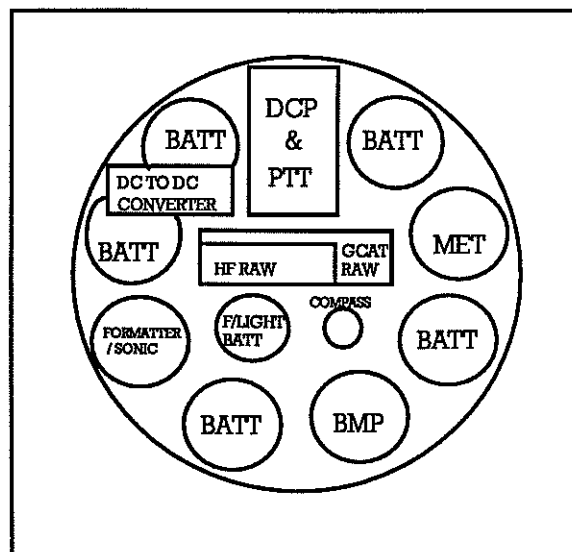 DCP
&
PTT
BATT
BATT
DC TO DC
CONVERTER
BATT
MET
HF RAW
GCAT
RAW
COMPASS
FORMATTER
/SONIC
F/LIGHT
BATT
BATT
BATT
BMP